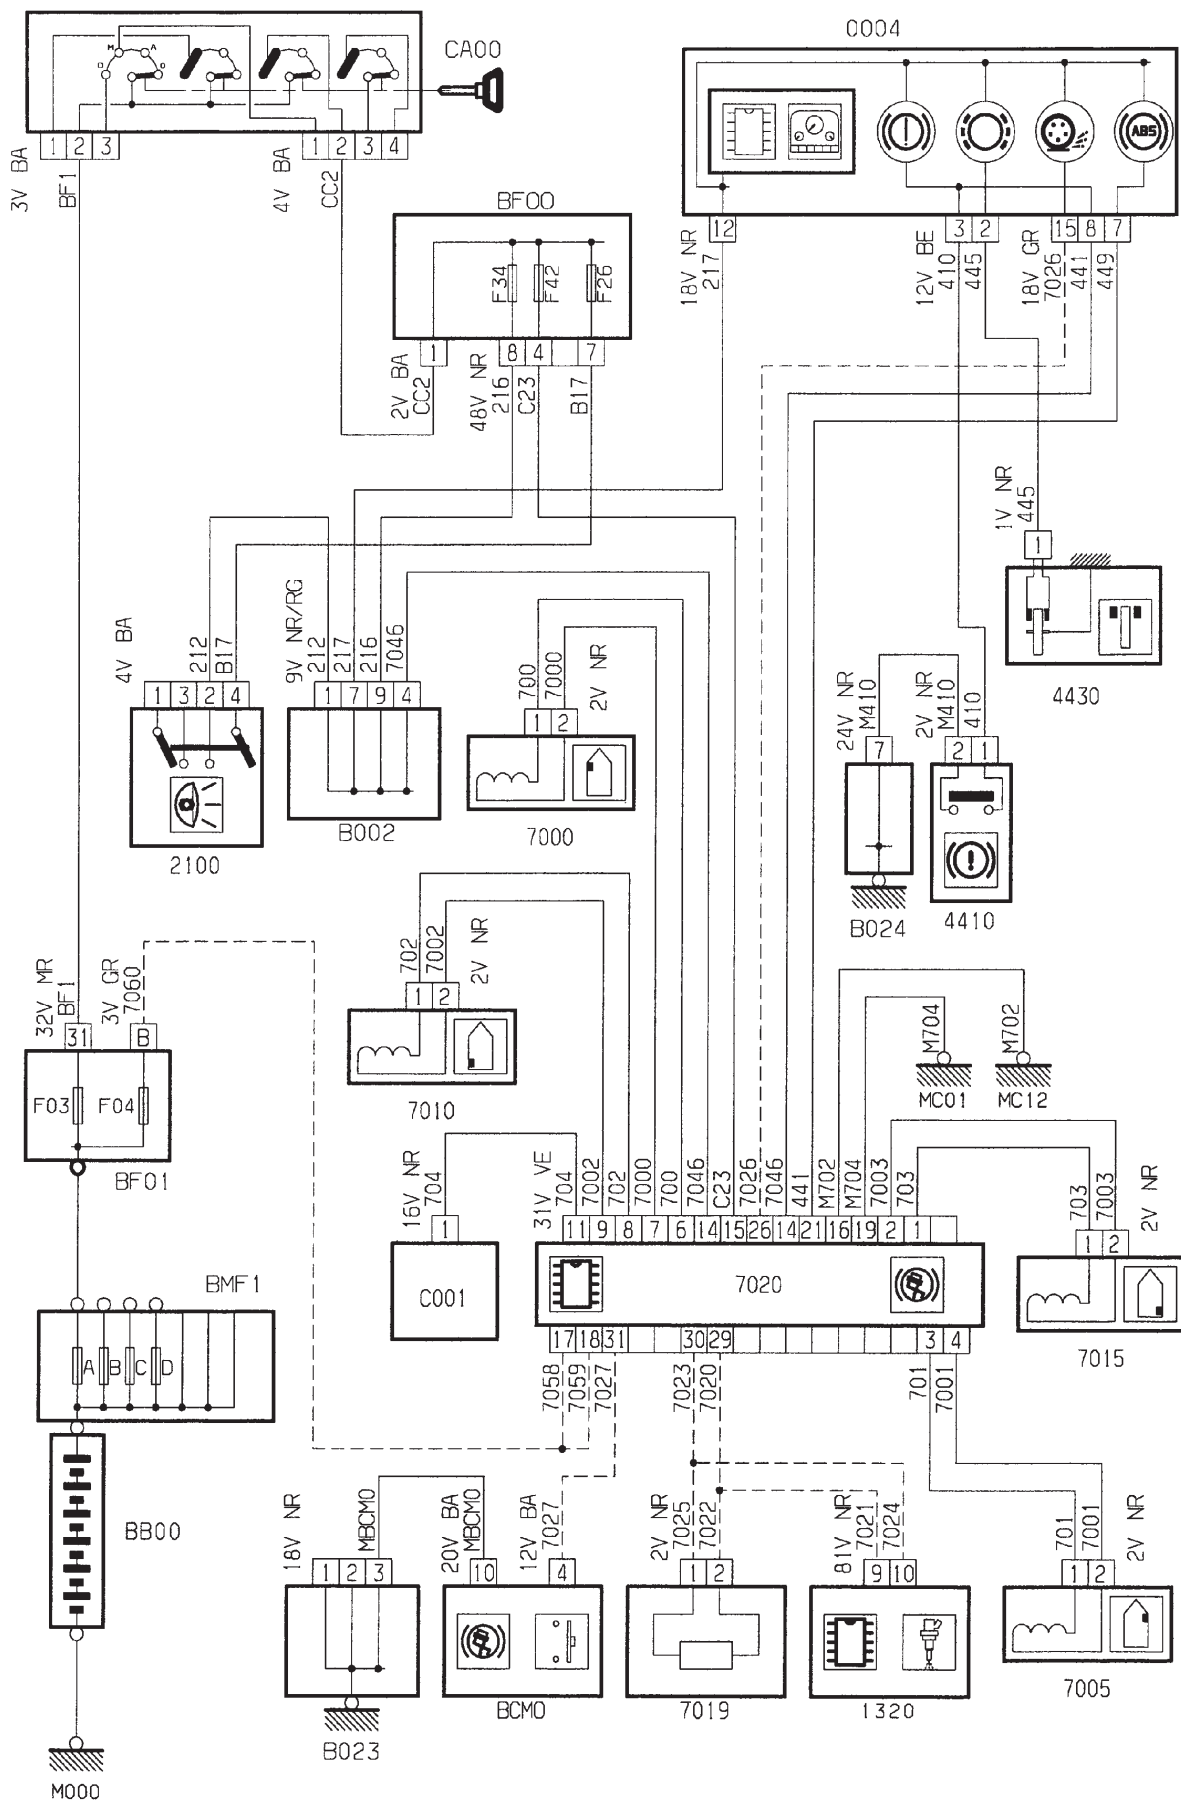 CA00
0004
M A
D
ABS
1 2 3
1 2 3 4
3V BA
BF1
4V BA
CC2
BF00
F34
F42
F26
12
3 2
15 8 7
18V NR
217
12V BE
410
445
18V GR
7026
441
449
1
8 4 7
2V BA
CC2
48V NR
216
C23
B17
1V NR
445
1
4430
4V BA
212
B17
9V NR/RG
212
217
216
7046
700
7000
2V NR
1 3 2 4
1 7 9 4
1 2
2100
B002
7000
24V NR
M410
2V NR
M410
410
7
2 1
B024
4410
702
7002
2V NR
1 2
7010
32V MR
BF1
3V GR
7060
31 B
F03 F04
BF01
M704
M702
MC01 MC12
16V NR
704
1
C001
31V VE
704
7002
702
7000
700
7046
C23
7026
7046
441
M702
M704
7003
703
11 9 8 7 6 14 15 26 14 21 16 19 2 1
7020
17 18 31 30 29 3 4
703
7003
2V NR
1 2
7015
BMF1
A B C D
7058
7059
7027
7023
7020
701
7001
BB00
18V NR
MBCM0
20V BA
MBCM0
12V BA
7027
2V NR
7025
7022
81V NR
7021
7024
701
7001
2V NR
1 2 3
10 4
1 2
9 10
1 2
B023
BCM0
7019
1320
7005
M000